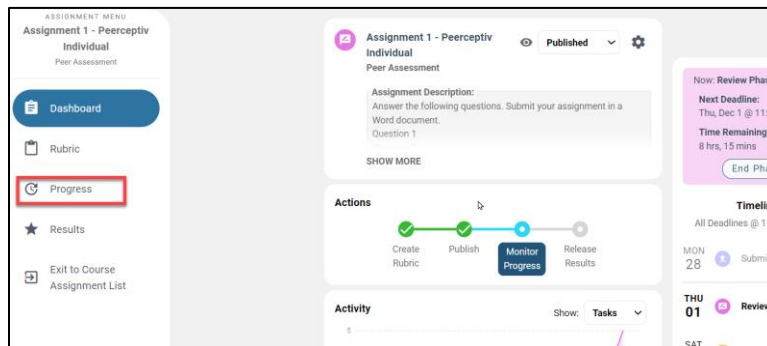 ASSIGNMENT MENU
Assignment 1 - Peerceptiv
Individual
Peer Assessment
Dashboard
Rubric
Progress
Results
Exit to Course
Assignment List
Assignment 1 - Peerceptiv
Individual
Peer Assessment
Published
Assignment Description:
Answer the following questions. Submit your assignment in a
Word document.
Question 1
SHOW MORE
Actions
Create
Rubric
Publish
Monitor
Progress
Release
Results
Activity
Show: Tasks
6
Now: Review Phas
Next Deadline:
Thu, Dec 1 @ 11:
Time Remaining
8 hrs, 15 mins
End Pha
Timeli
All Deadlines @ 1
MON
28
Submi
THU
01
Review
SAT